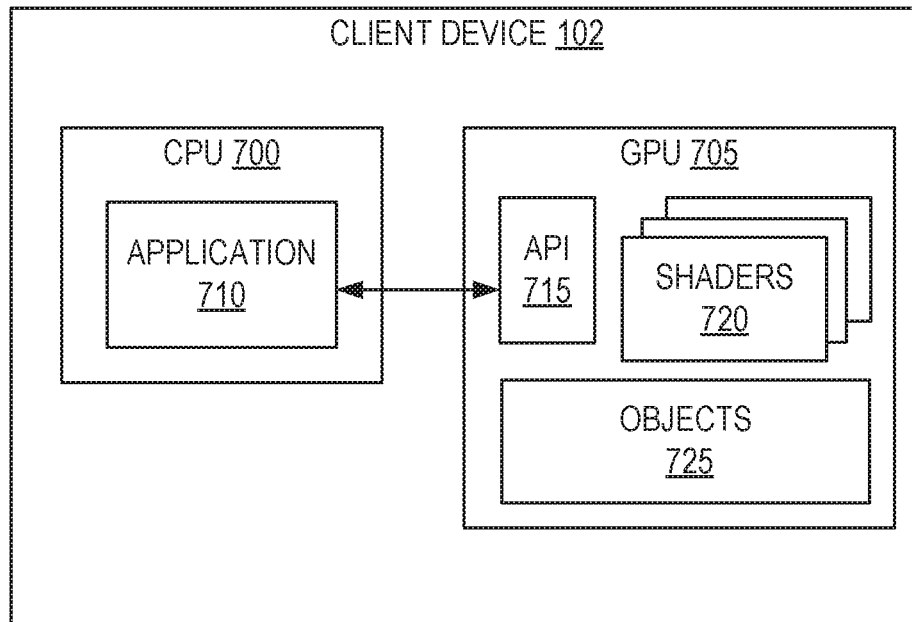 CLIENT DEVICE 102
CPU 700
GPU 705
APPLICATION
710
API
715
SHADERS
720
OBJECTS
725